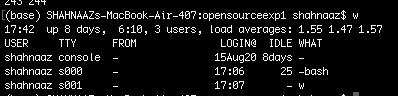 243 244
(base) SHAHNAAZs-MacBook-Air-407:opensourceexp1 shahnaaz$ w
17:42  up 8 days,  6:10, 3 users, load averages: 1.55 1.47 1.57
USER     TTY      FROM              LOGIN@  IDLE WHAT
shahnaaz console  -                15Aug20 8days -
shahnaaz s000     -                17:06      25 -bash
shahnaaz s001     -                17:07       - w